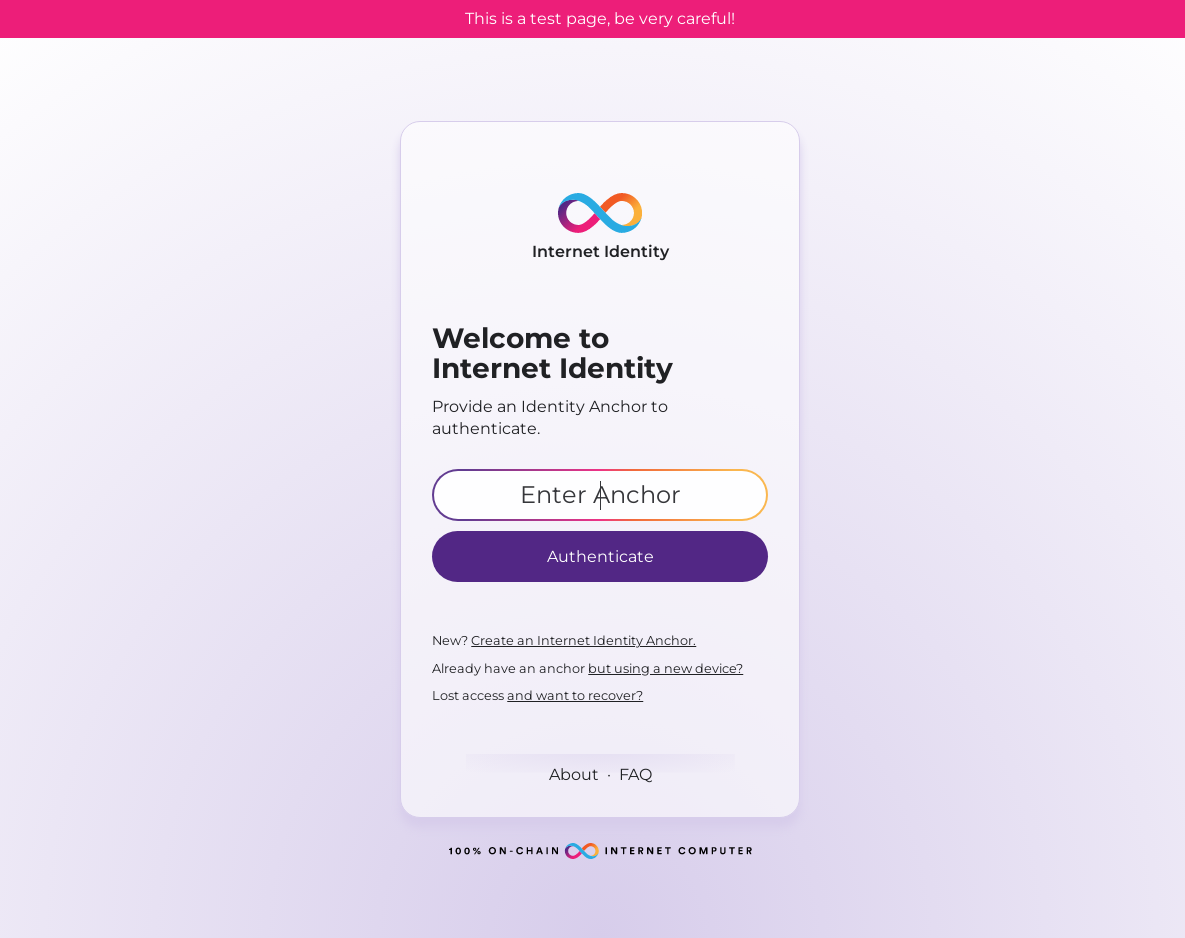 This is a test page, be very careful!
Internet Identity
Welcome to
Internet Identity
Provide an Identity Anchor to
authenticate.
Enter Anchor
Authenticate
New? Create an Internet Identity Anchor.
Already have an anchor but using a new device?
Lost access and want to recover?
About · FAQ
100% ON-CHAIN INTERNET COMPUTER